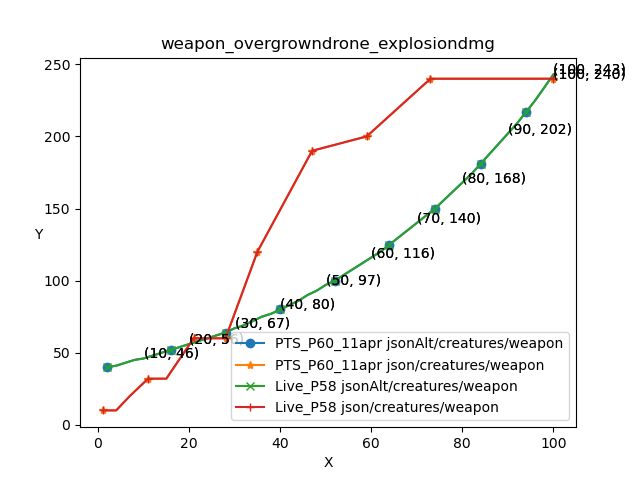 weapon_overgrowndrone_explosiondmg
250
200
150
100
50
0
Y
(100, 243)
(100, 240)
(90, 202)
(80, 168)
(70, 140)
(60, 116)
(50, 97)
(40, 80)
(30, 67)
(10, 46)
PTS_P60_11apr jsonAlt/creatures/weapon
PTS_P60_11apr json/creatures/weapon
Live_P58 jsonAlt/creatures/weapon
Live_P58 json/creatures/weapon
0 20 40 60 80 100
X